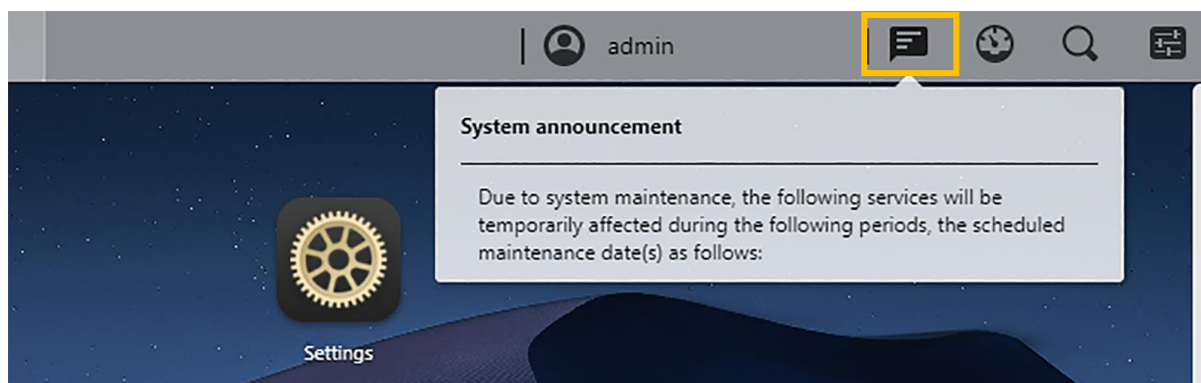 admin
System announcement
Due to system maintenance, the following services will be
temporarily affected during the following periods, the scheduled
maintenance date(s) as follows:
Settings